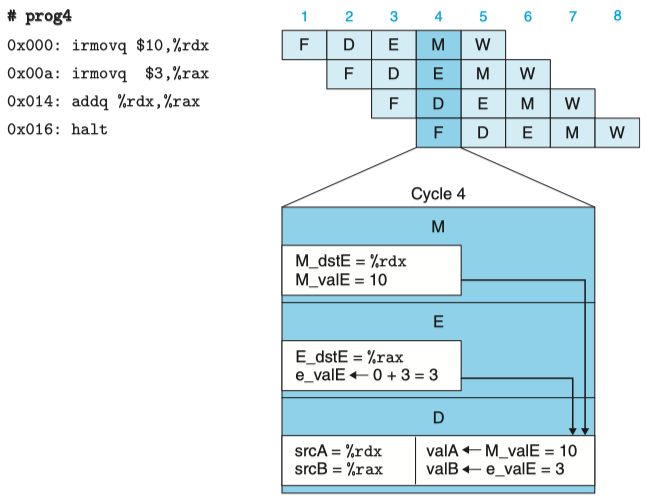 # prog4 1 2 3 4 5 6 7 8
0x000: irmovq $10,%rdx F D E M W
0x00a: irmovq  $3,%rax F D E M W
0x014: addq %rdx,%rax F D E M W
0x016: halt F D E M W
Cycle 4
M
M_dstE = %rdx
M_valE = 10
E
E_dstE = %rax
e_valE ← 0 + 3 = 3
D
srcA = %rdx valA ← M_valE = 10
srcB = %rax valB ← e_valE = 3